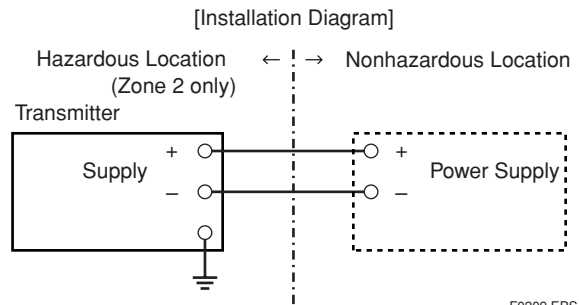 [Installation Diagram]
Hazardous Location ← → Nonhazardous Location
(Zone 2 only)
Transmitter
+ +
Supply Power Supply
– –